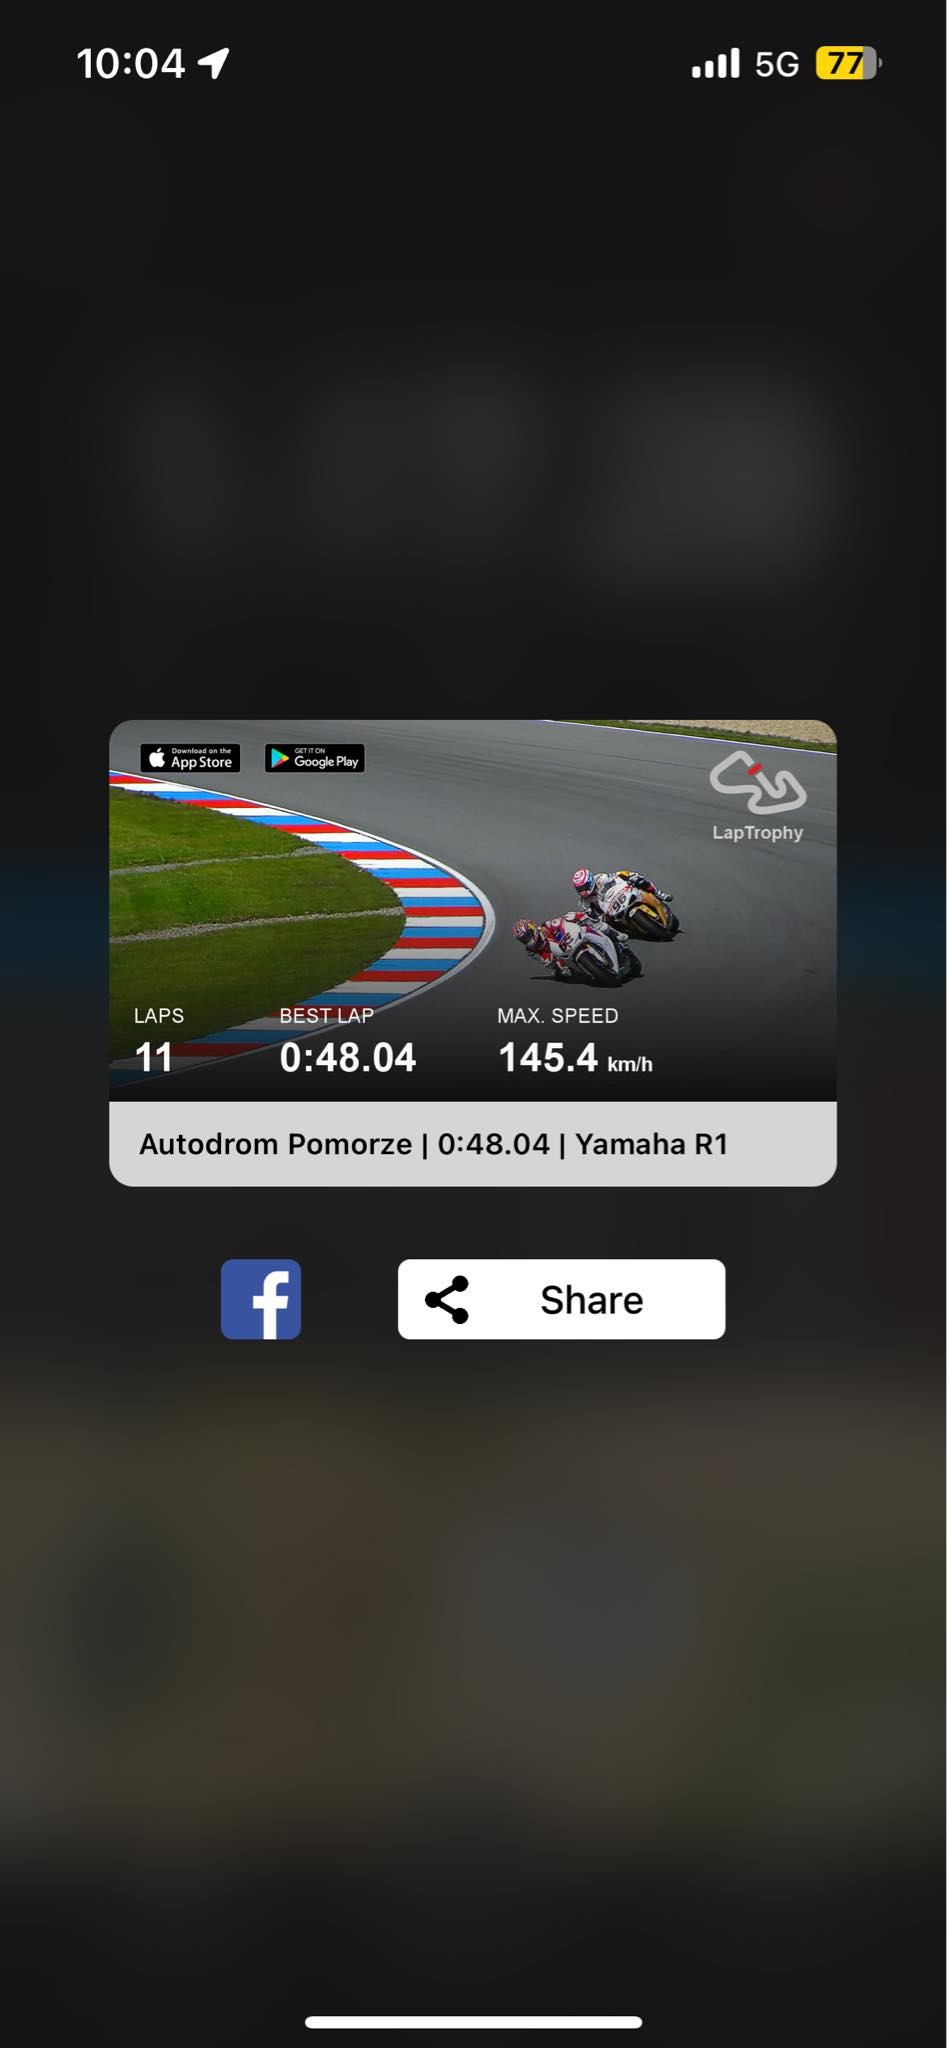 10:04
5G
77
Download on the
App Store
GET IT ON
Google Play
LapTrophy
LAPS
BEST LAP
MAX. SPEED
11
0:48.04
145.4 km/h
Autodrom Pomorze | 0:48.04 | Yamaha R1
f
Share